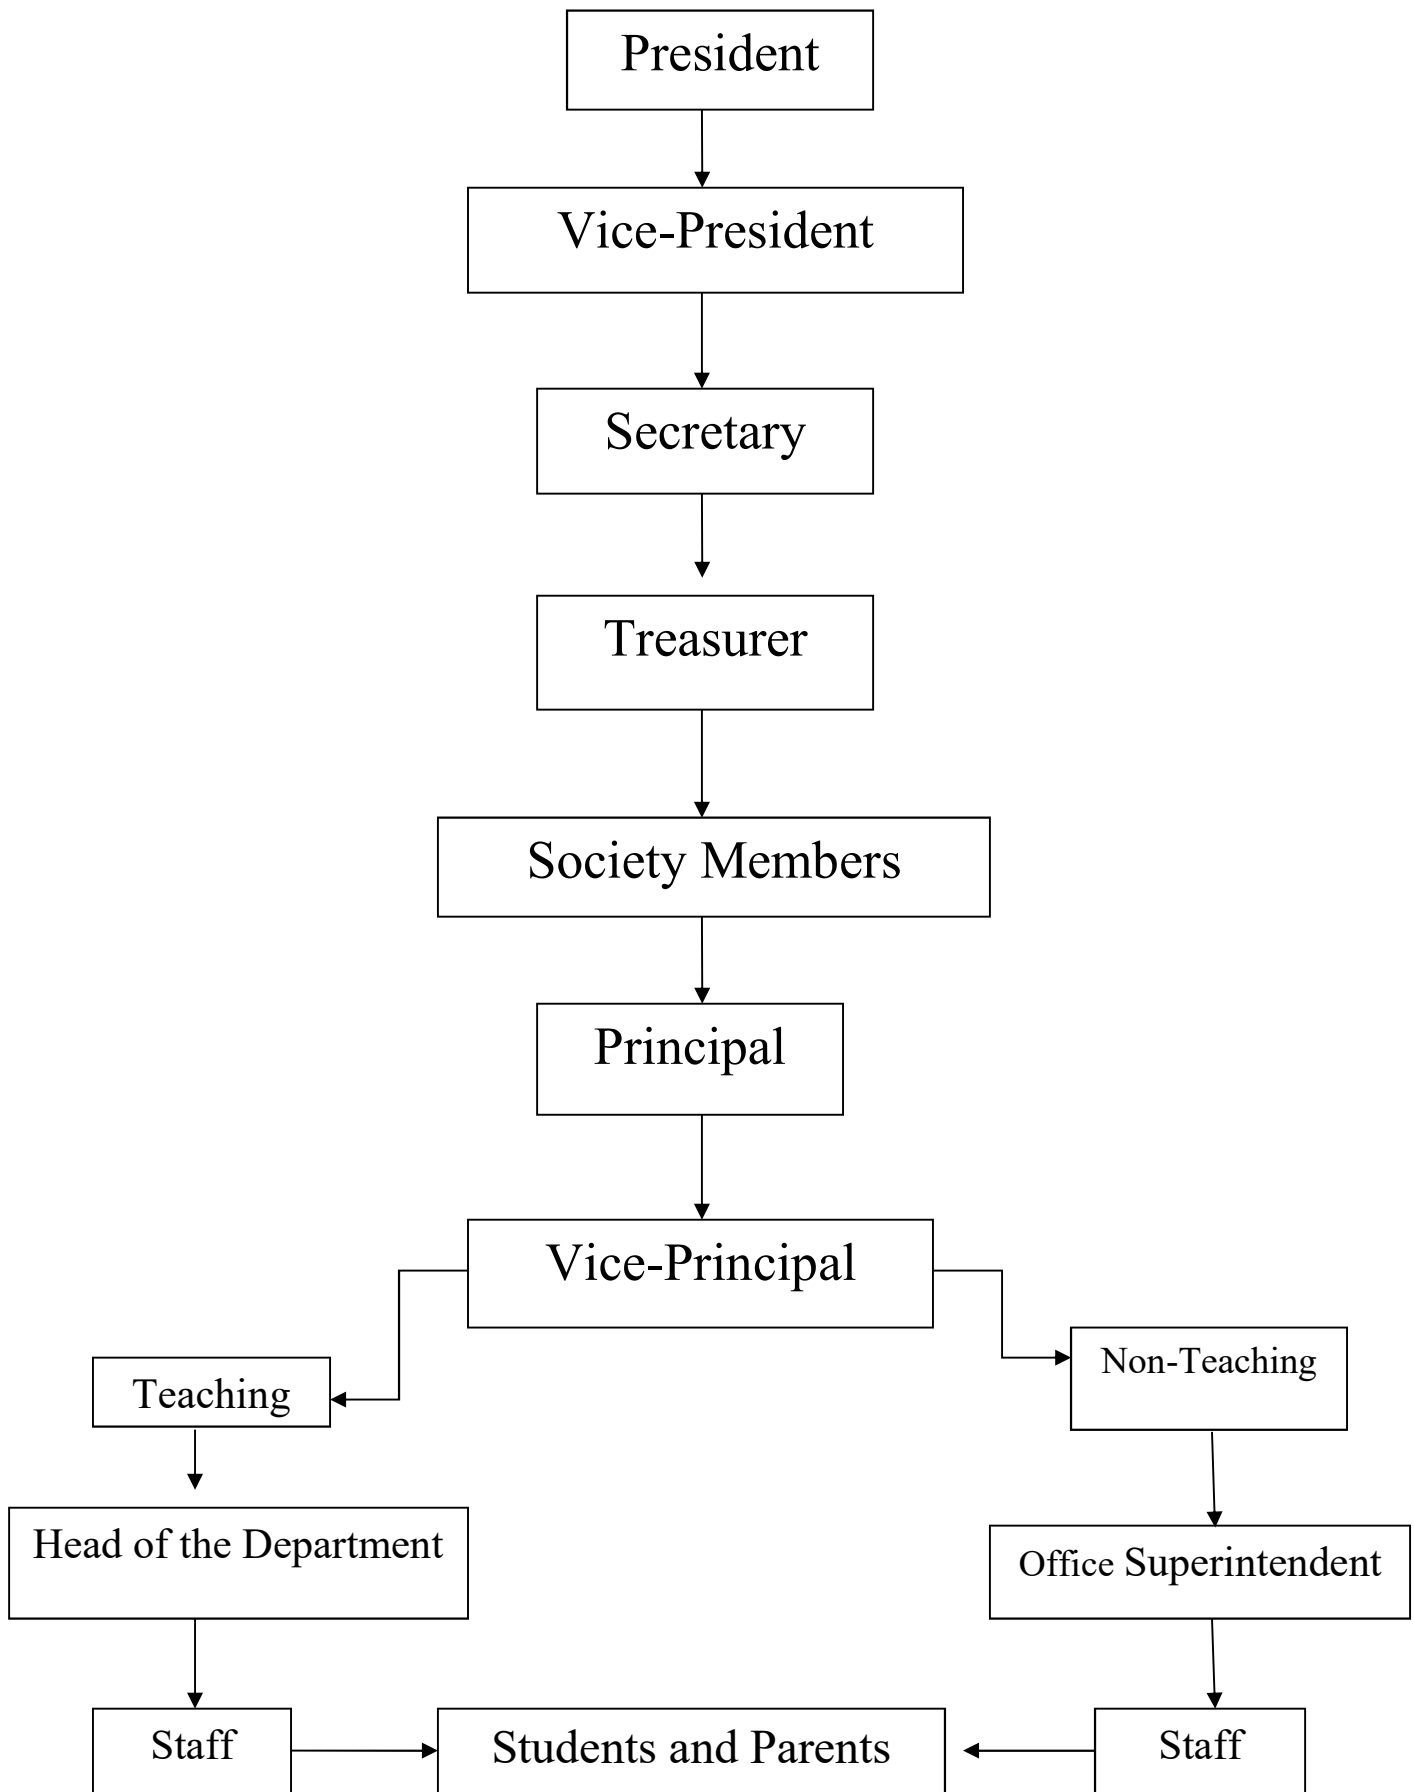 President
Vice-President
Secretary
Treasurer
Society Members
Principal
Vice-Principal
Teaching
Non-Teaching
Head of the Department
Office Superintendent
Staff
Students and Parents
Staff